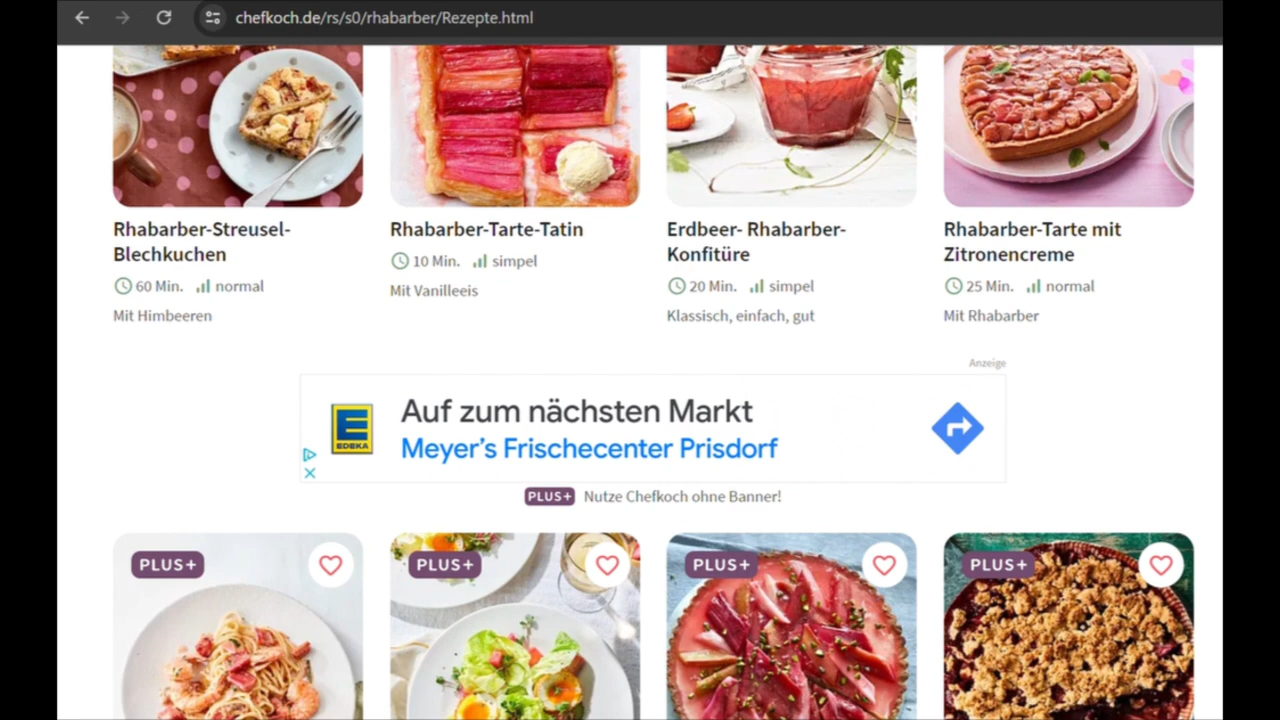 chefkoch.de/rs/s0/rhabarber/Rezepte.html
Rhabarber-Streusel-
Blechkuchen
60 Min. normal
Mit Himbeeren
Rhabarber-Tarte-Tatin
10 Min. simpel
Mit Vanilleeis
Erdbeer- Rhabarber-
Konfitüre
20 Min. simpel
Klassisch, einfach, gut
Rhabarber-Tarte mit
Zitronencreme
25 Min. normal
Mit Rhabarber
Anzeige
EDEKA
Auf zum nächsten Markt
Meyer's Frischecenter Prisdorf
PLUS+ Nutze Chefkoch ohne Banner!
PLUS+
PLUS+
PLUS+
PLUS+